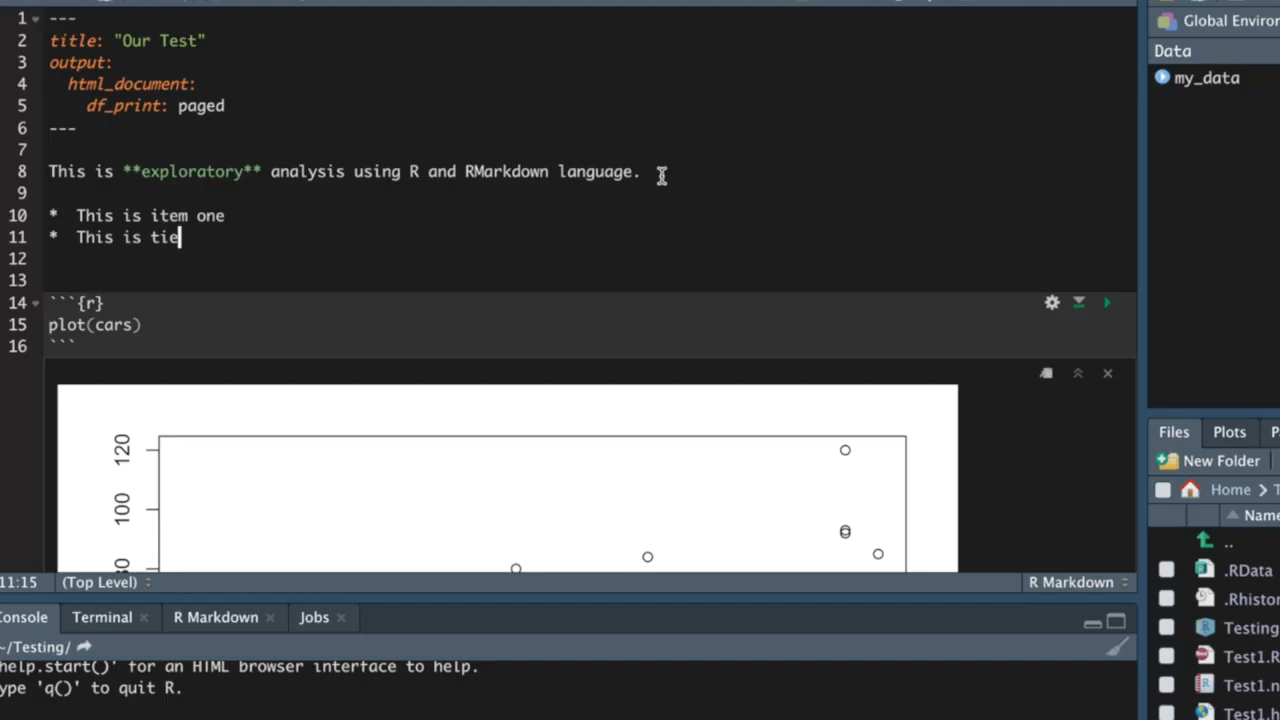 1 ---
2 title: "Our Test"
3 output:
4 html_document:
5 df_print: paged
6 ---
7
8 This is **exploratory** analysis using R and RMarkdown language.
9
10 * This is item one
11 * This is tie
12
13
14 ```{r}
15 plot(cars)
16 ```
120
100
11:15 (Top Level) R Markdown
Console Terminal R Markdown Jobs
~/Testing/
help.start()' for an HTML browser interface to help.
ype 'q()' to quit R.
Global Environ
Data
my_data
Files Plots P
New Folder
Home T
Name
..
.RData
.Rhistor
Testing
Test1.R
Test1.n
Test1.h